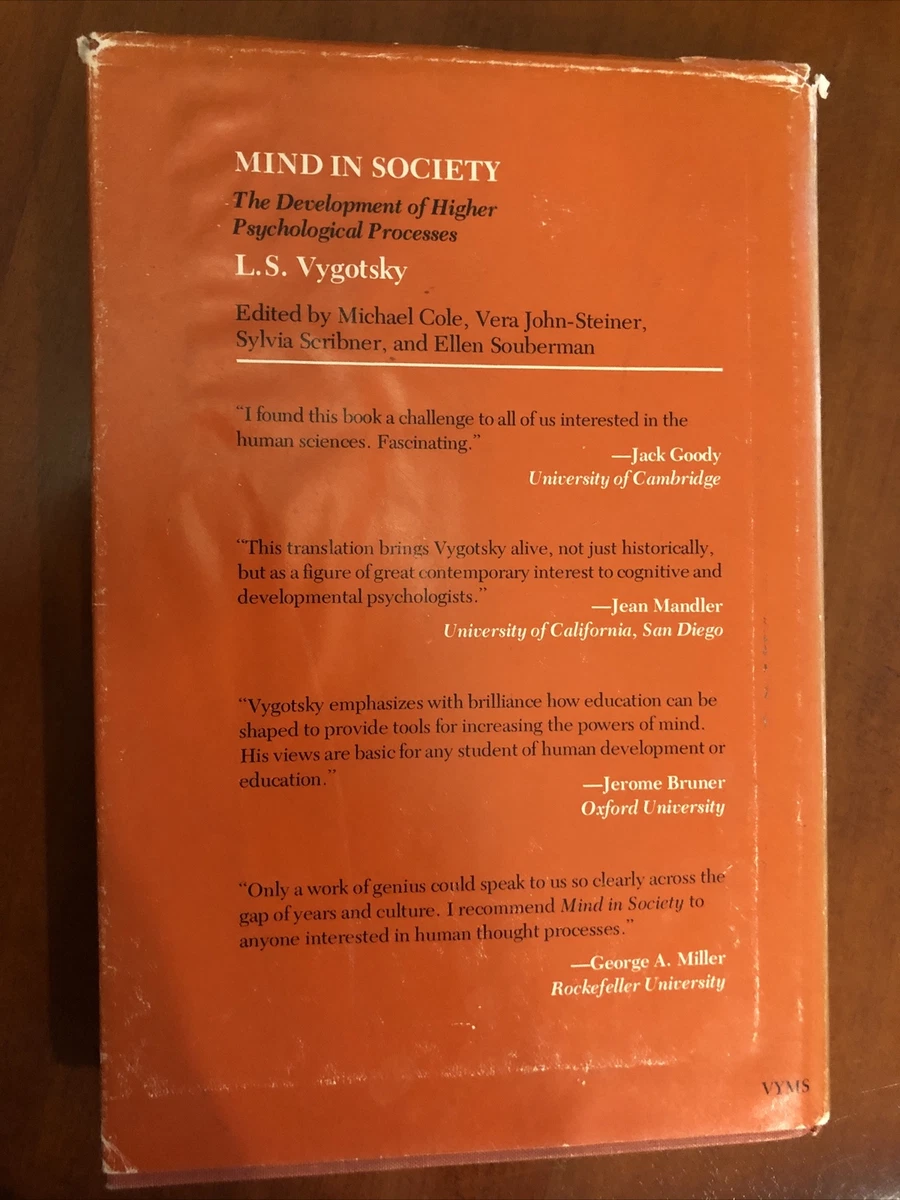 MIND IN SOCIETY
The Development of Higher
Psychological Processes
L.S. Vygotsky
Edited by Michael Cole, Vera John-Steiner,
Sylvia Scribner, and Ellen Souberman
“I found this book a challenge to all of us interested in the
human sciences. Fascinating.”
—Jack Goody
University of Cambridge
“This translation brings Vygotsky alive, not just historically,
but as a figure of great contemporary interest to cognitive and
developmental psychologists.”
—Jean Mandler
University of California, San Diego
“Vygotsky emphasizes with brilliance how education can be
shaped to provide tools for increasing the powers of mind.
His views are basic for any student of human development or
education.”
—Jerome Bruner
Oxford University
“Only a work of genius could speak to us so clearly across the
gap of years and culture. I recommend Mind in Society to
anyone interested in human thought processes.”
—George A. Miller
Rockefeller University
VYMS